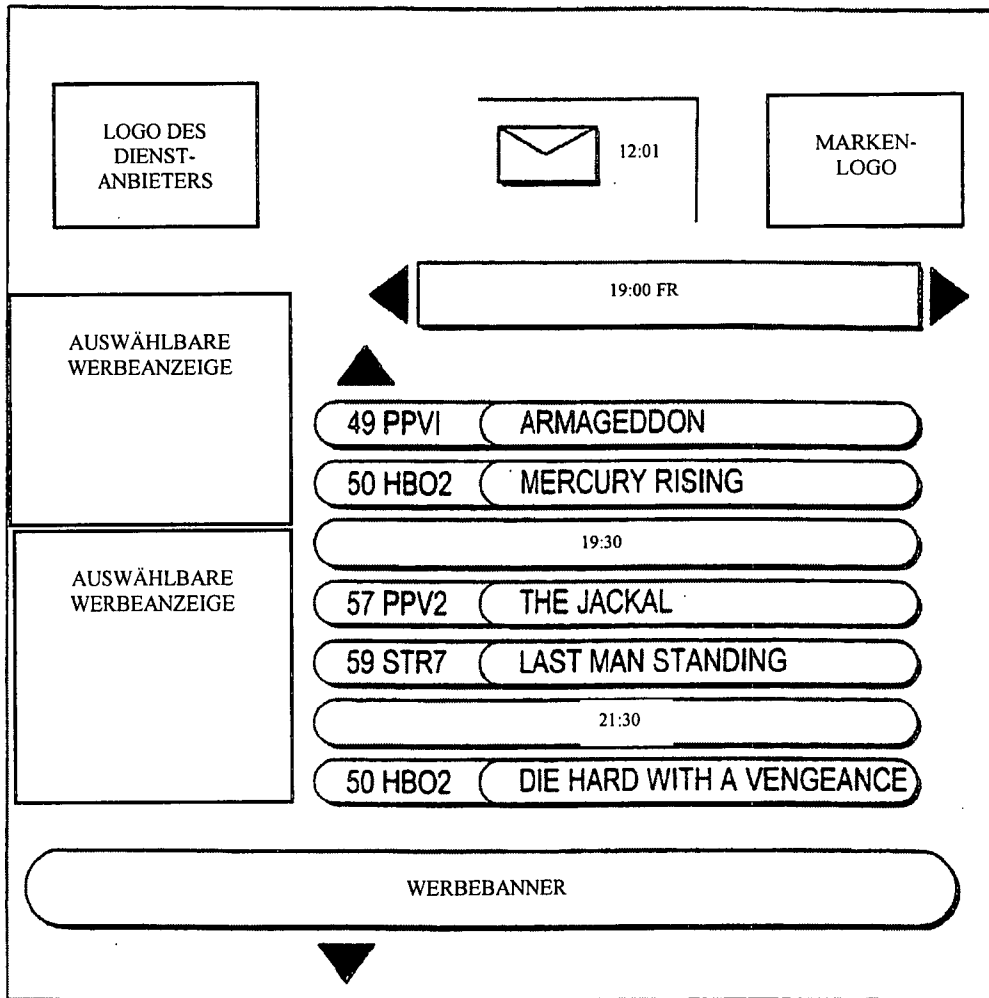 LOGO DES
DIENST-
ANBIETERS
12:01
MARKEN-
LOGO
19:00 FR
AUSWÄHLBARE
WERBEANZEIGE
49 PPVI ARMAGEDDON
50 HBO2 MERCURY RISING
19:30
AUSWÄHLBARE
WERBEANZEIGE
57 PPV2 THE JACKAL
59 STR7 LAST MAN STANDING
21:30
50 HBO2 DIE HARD WITH A VENGEANCE
WERBEBANNER